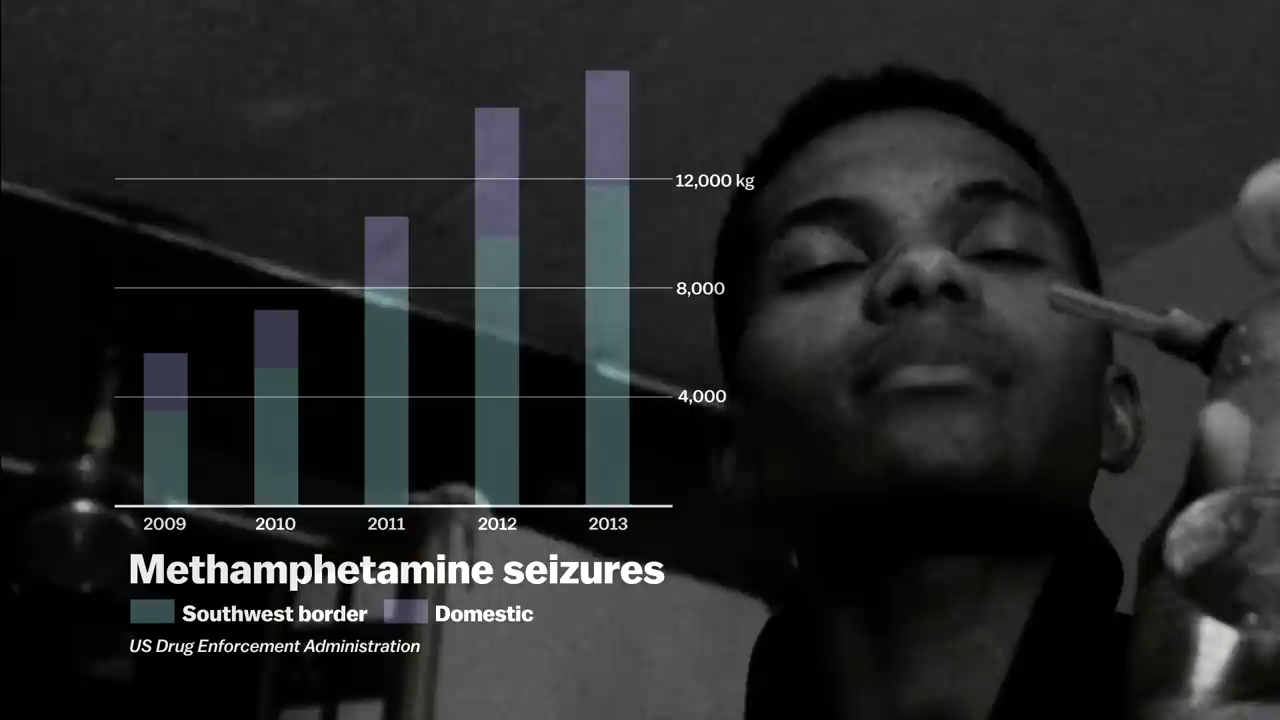 12,000 kg
8,000
4,000
2009 2010 2011 2012 2013
Methamphetamine seizures
Southwest border Domestic
US Drug Enforcement Administration